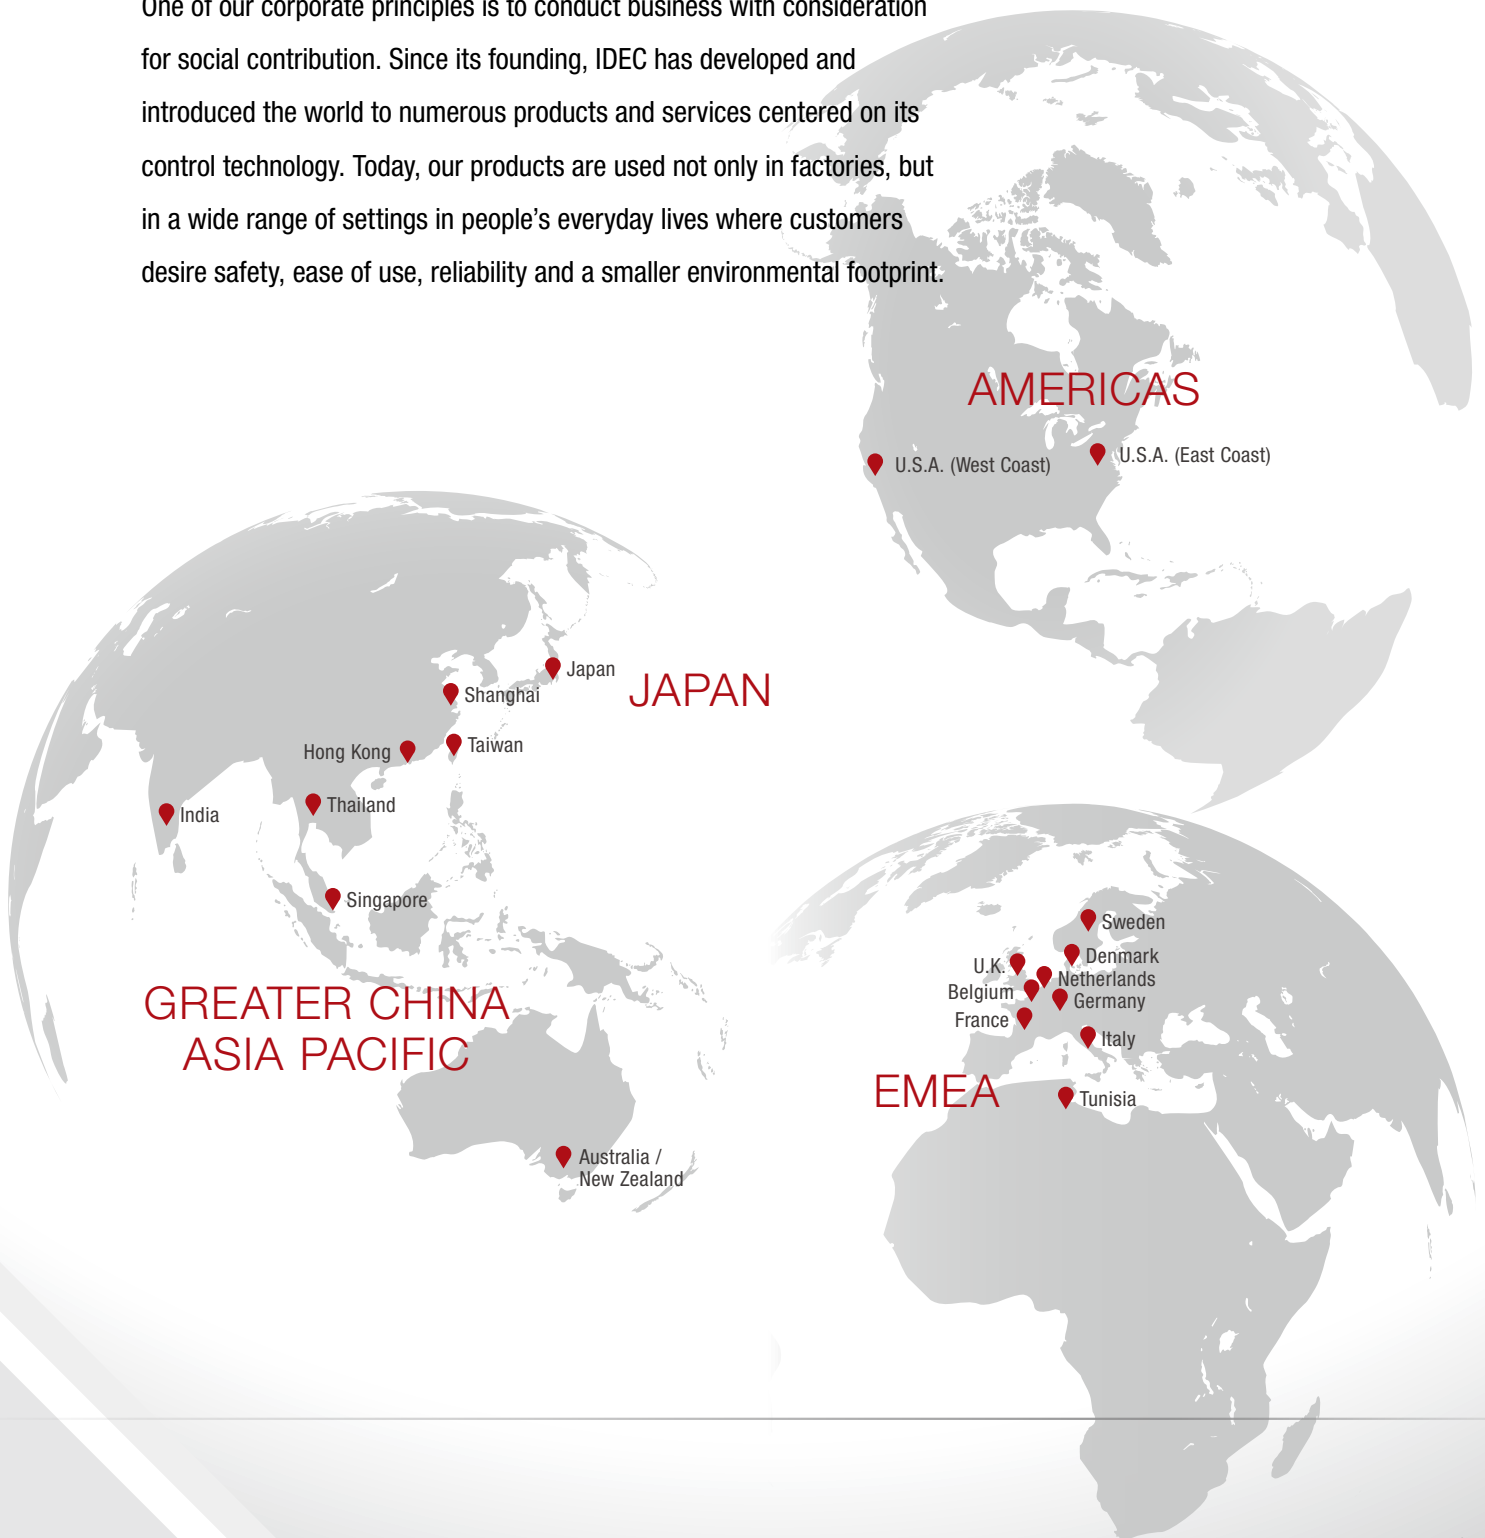 One of our corporate principles is to conduct business with consideration
for social contribution. Since its founding, IDEC has developed and
introduced the world to numerous products and services centered on its
control technology. Today, our products are used not only in factories, but
in a wide range of settings in people’s everyday lives where customers
desire safety, ease of use, reliability and a smaller environmental footprint.
AMERICAS
U.S.A. (West Coast)
U.S.A. (East Coast)
Japan
JAPAN
Shanghai
Taiwan
Hong Kong
Thailand
India
Singapore
GREATER CHINA
ASIA PACIFIC
Australia /
New Zealand
Sweden
Denmark
U.K.
Netherlands
Belgium
Germany
France
Italy
EMEA
Tunisia